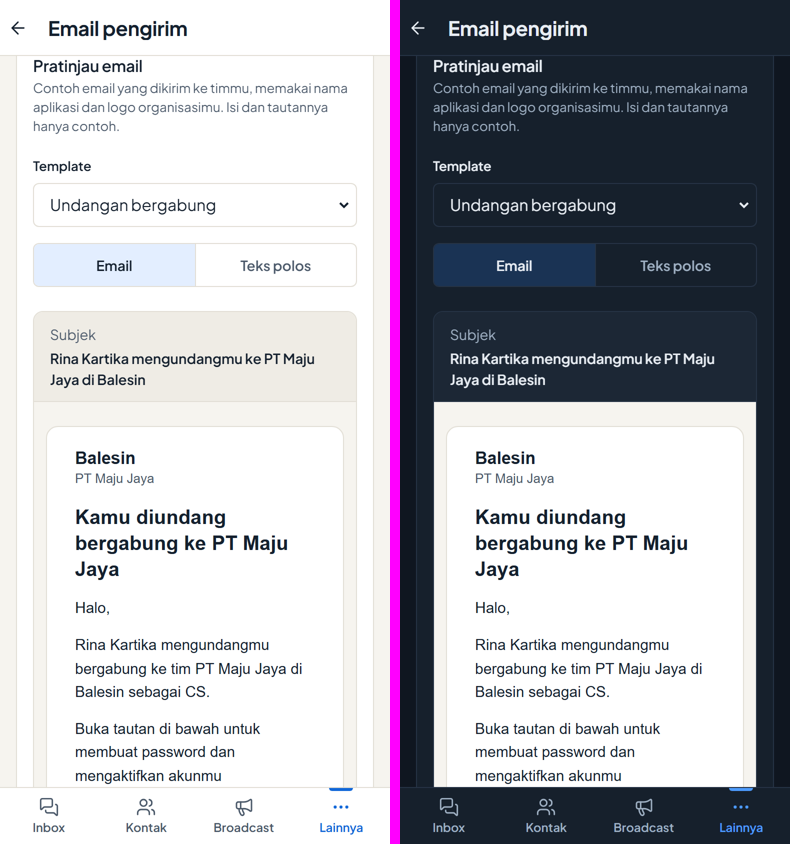 Email pengirim
Pratinjau email
Contoh email yang dikirim ke timmu, memakai nama
aplikasi dan logo organisasimu. Isi dan tautannya
hanya contoh.
Template
Undangan bergabung
Email
Teks polos
Subjek
Rina Kartika mengundangmu ke PT Maju
Jaya di Balesin
Balesin
PT Maju Jaya
Kamu diundang
bergabung ke PT Maju
Jaya
Halo,
Rina Kartika mengundangmu
bergabung ke tim PT Maju Jaya di
Balesin sebagai CS.
Buka tautan di bawah untuk
membuat password dan
mengaktifkan akunmu
Inbox
Kontak
Broadcast
Lainnya
Email pengirim
Pratinjau email
Contoh email yang dikirim ke timmu, memakai nama
aplikasi dan logo organisasimu. Isi dan tautannya
hanya contoh.
Template
Undangan bergabung
Email
Teks polos
Subjek
Rina Kartika mengundangmu ke PT Maju
Jaya di Balesin
Balesin
PT Maju Jaya
Kamu diundang
bergabung ke PT Maju
Jaya
Halo,
Rina Kartika mengundangmu
bergabung ke tim PT Maju Jaya di
Balesin sebagai CS.
Buka tautan di bawah untuk
membuat password dan
mengaktifkan akunmu
Inbox
Kontak
Broadcast
Lainnya